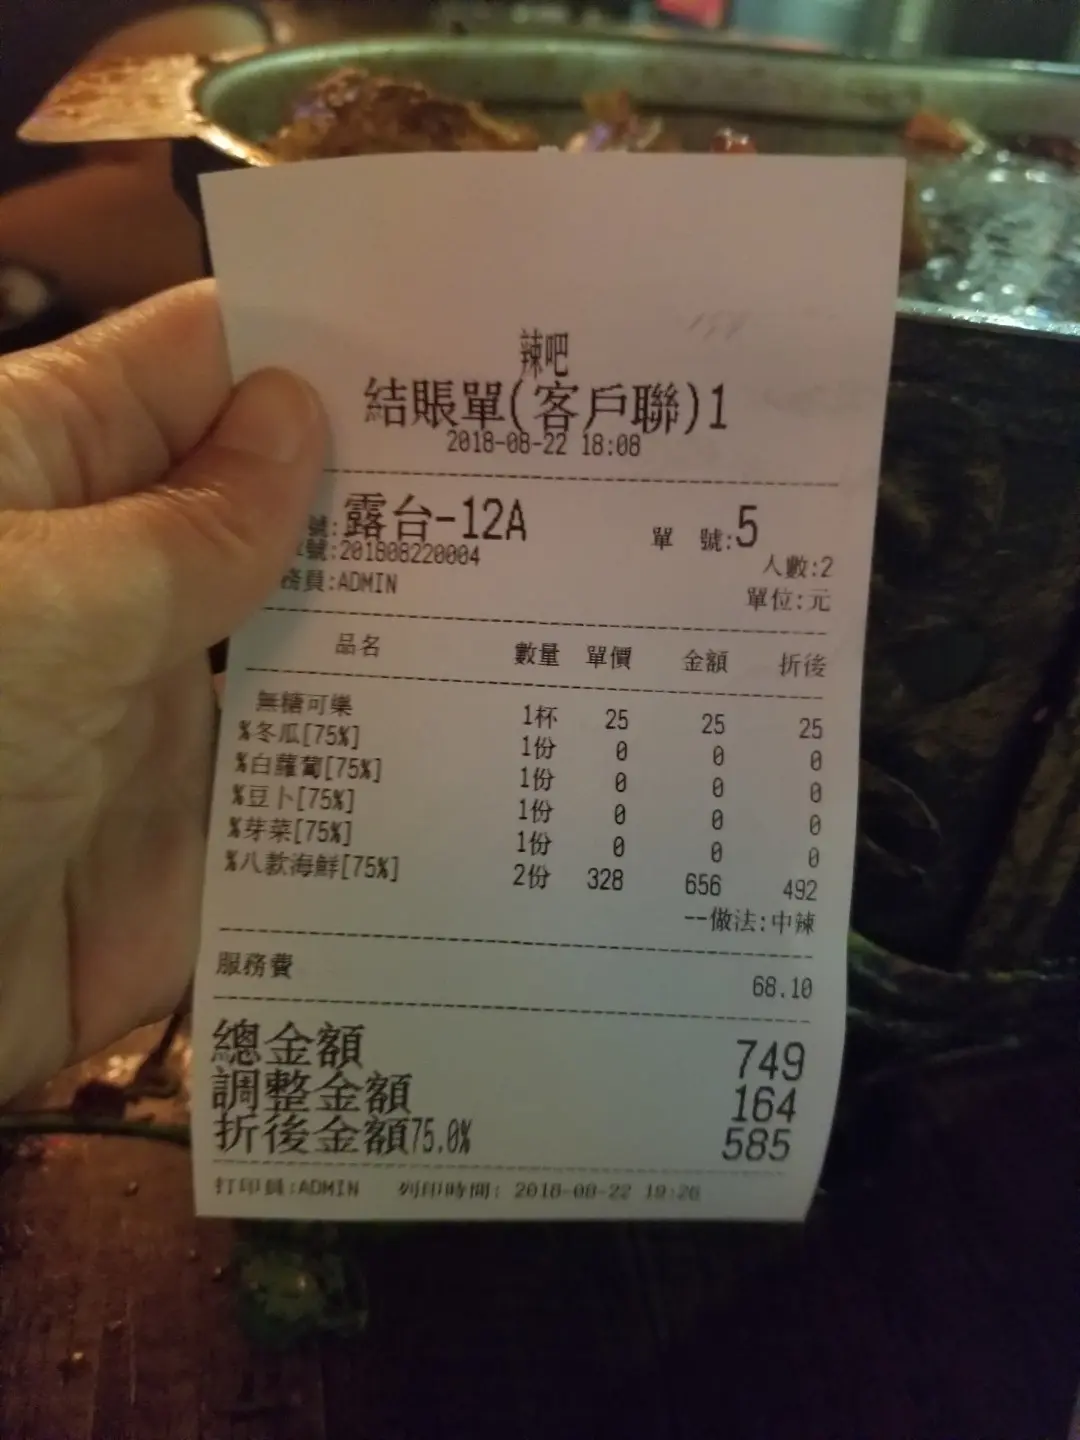 辣吧
結賬單(客戶聯)1
2018-08-22 18:08
號:露台-12A 單 號:5
號:201808220004 人數:2
務員:ADMIN 單位:元
品名 數量 單價 金額 折後
無糖可樂 1杯 25 25 25
%冬瓜[75%] 1份 0 0 0
%白蘿蔔[75%] 1份 0 0 0
%豆卜[75%] 1份 0 0 0
%芽菜[75%] 1份 0 0 0
%八款海鮮[75%] 2份 328 656 492
--做法:中辣
服務費 68.10
總金額 749
調整金額 164
折後金額75.0% 585
打印員:ADMIN 列印時間: 2018-08-22 19:26